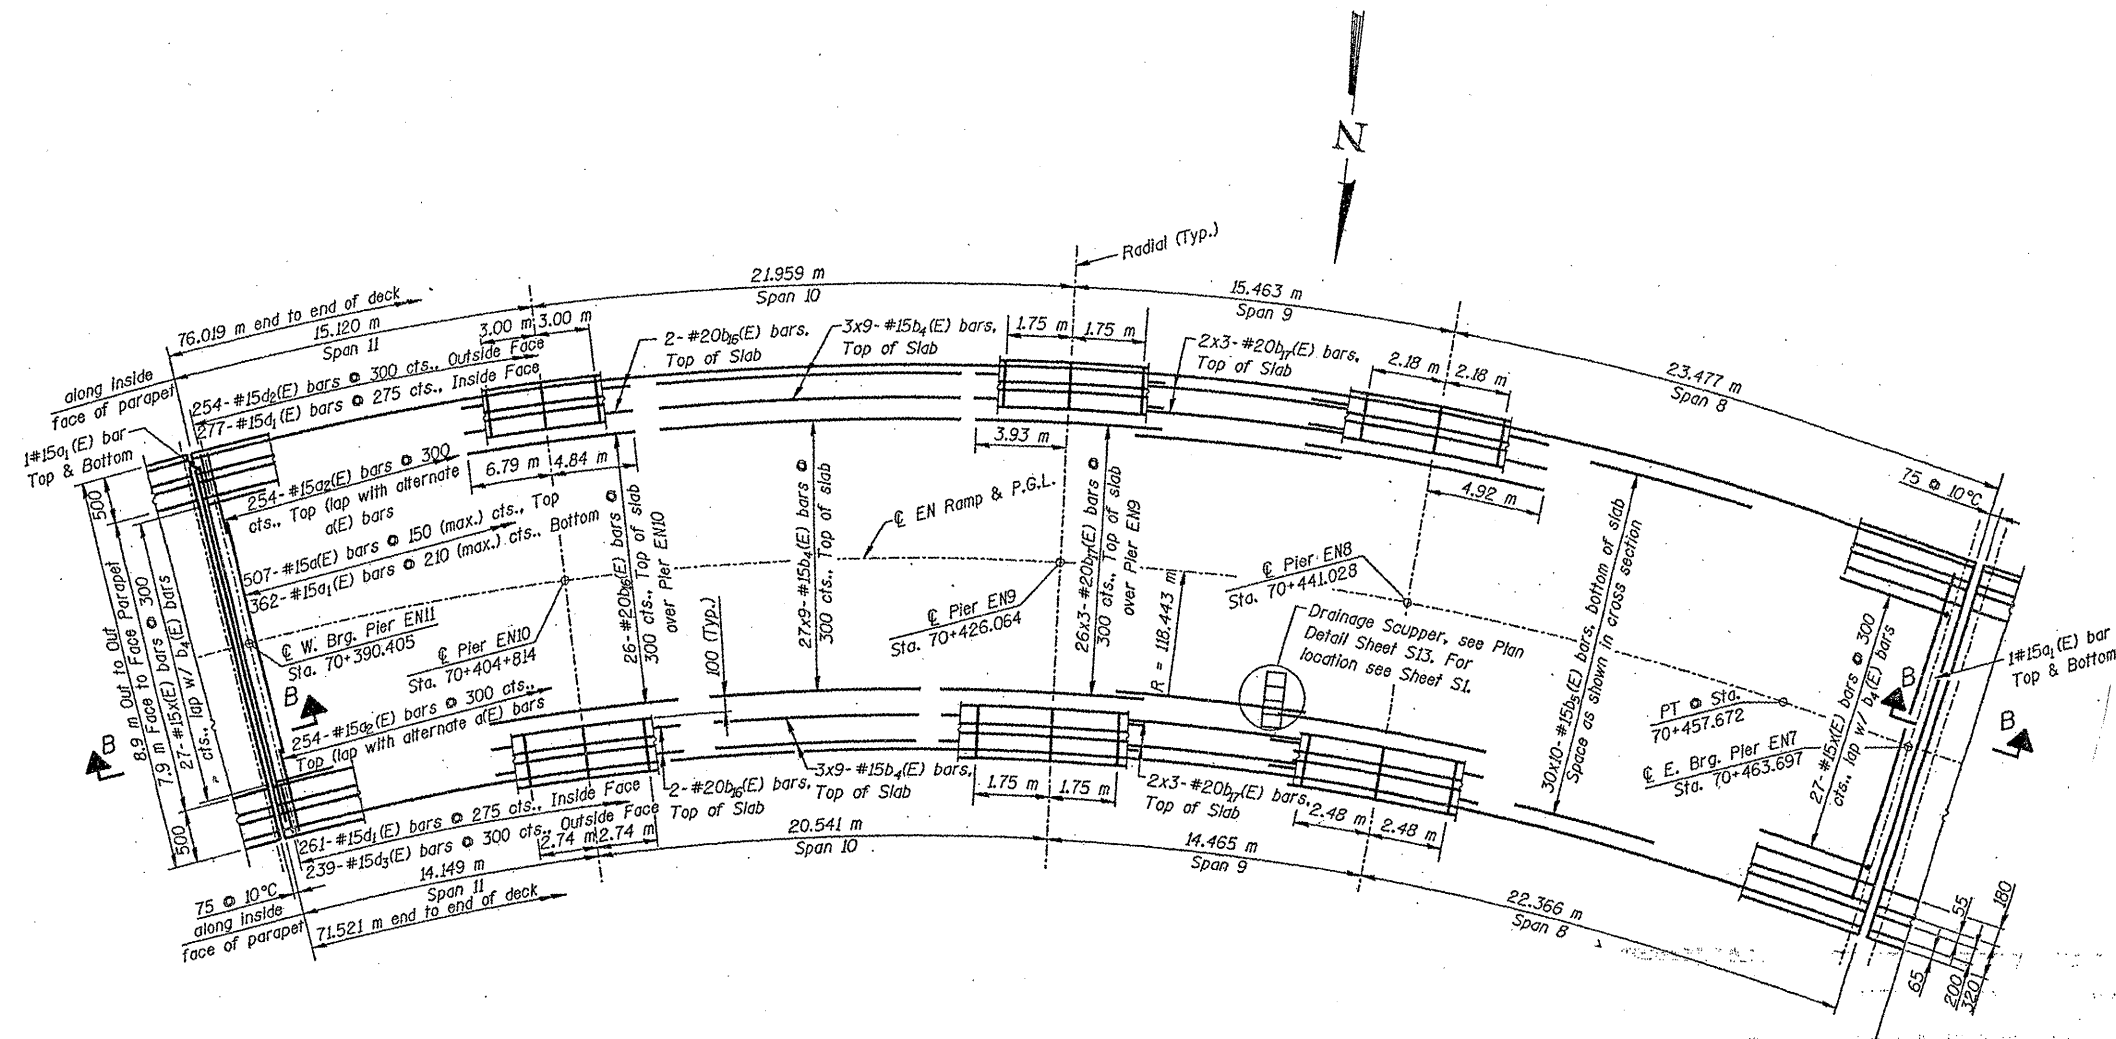 N
Radial (Typ.)
76.019 m end to end of deck
15.120 m
Span 11
21.959 m
Span 10
15.463 m
Span 9
23.477 m
Span 8
along inside
face of parapet
254-#15d2(E) bars @ 300 cts., Outside Face
277-#15d1(E) bars @ 275 cts., Inside Face
3.00 m
3.00 m
2-#20b16(E) bars,
Top of Slab
3x9-#15b4(E) bars,
Top of Slab
1.75 m
1.75 m
2x3-#20b17(E) bars,
Top of Slab
2.18 m
2.18 m
75 @ 10°C
1#15a1(E) bar
Top & Bottom
500
254-#15a2(E) bars @ 300
cts., Top (lap with alternate
a(E) bars
6.79 m
4.84 m
3.93 m
4.92 m
507-#15a(E) bars @ 150 (max.) cts., Top
362-#15a1(E) bars @ 210 (max.) cts., Bottom
8.9 m Out to Out Parapet
7.9 m Face to Face Parapet
27-#15x(E) bars @ 300
cts., lap w/ b4(E) bars
500
26-#20b16(E) bars @
300 cts., Top of slab
over Pier EN10
27x9-#15b4(E) bars @
300 cts., Top of slab
26x3-#20b17(E) bars @
300 cts., Top of slab
over Pier EN9
30x10-#15b5(E) bars, bottom of slab
Space as shown in cross section
℄ EN Ramp & P.G.L.
℄ W. Brg. Pier EN11
Sta. 70+390.405
℄ Pier EN10
Sta. 70+404+814
℄ Pier EN9
Sta. 70+426.064
℄ Pier EN8
Sta. 70+441.028
R = 118.443 m
100 (Typ.)
Drainage Scupper, see Plan
Detail Sheet S13. For
location see Sheet S1.
PT @ Sta.
70+457.672
℄ E. Brg. Pier EN7
Sta. 70+463.697
27-#15x(E) bars @ 300
cts., lap w/ b4(E) bars
1#15a1(E) bar
Top & Bottom
B
B
B
B
254-#15a2(E) bars @ 300 cts.,
Top (lap with alternate a(E) bars
261-#15d1(E) bars @ 275 cts., Inside Face
239-#15d3(E) bars @ 300 cts., Outside Face
2.74 m
2.74 m
2-#20b16(E) bars,
Top of Slab
3x9-#15b4(E) bars,
Top of Slab
1.75 m
1.75 m
2x3-#20b17(E) bars,
Top of Slab
2.48 m
2.48 m
75 @ 10°C
along inside
face of parapet
14.149 m
Span 11
71.521 m end to end of deck
20.541 m
Span 10
14.465 m
Span 9
22.366 m
Span 8
55
180
65
200
320